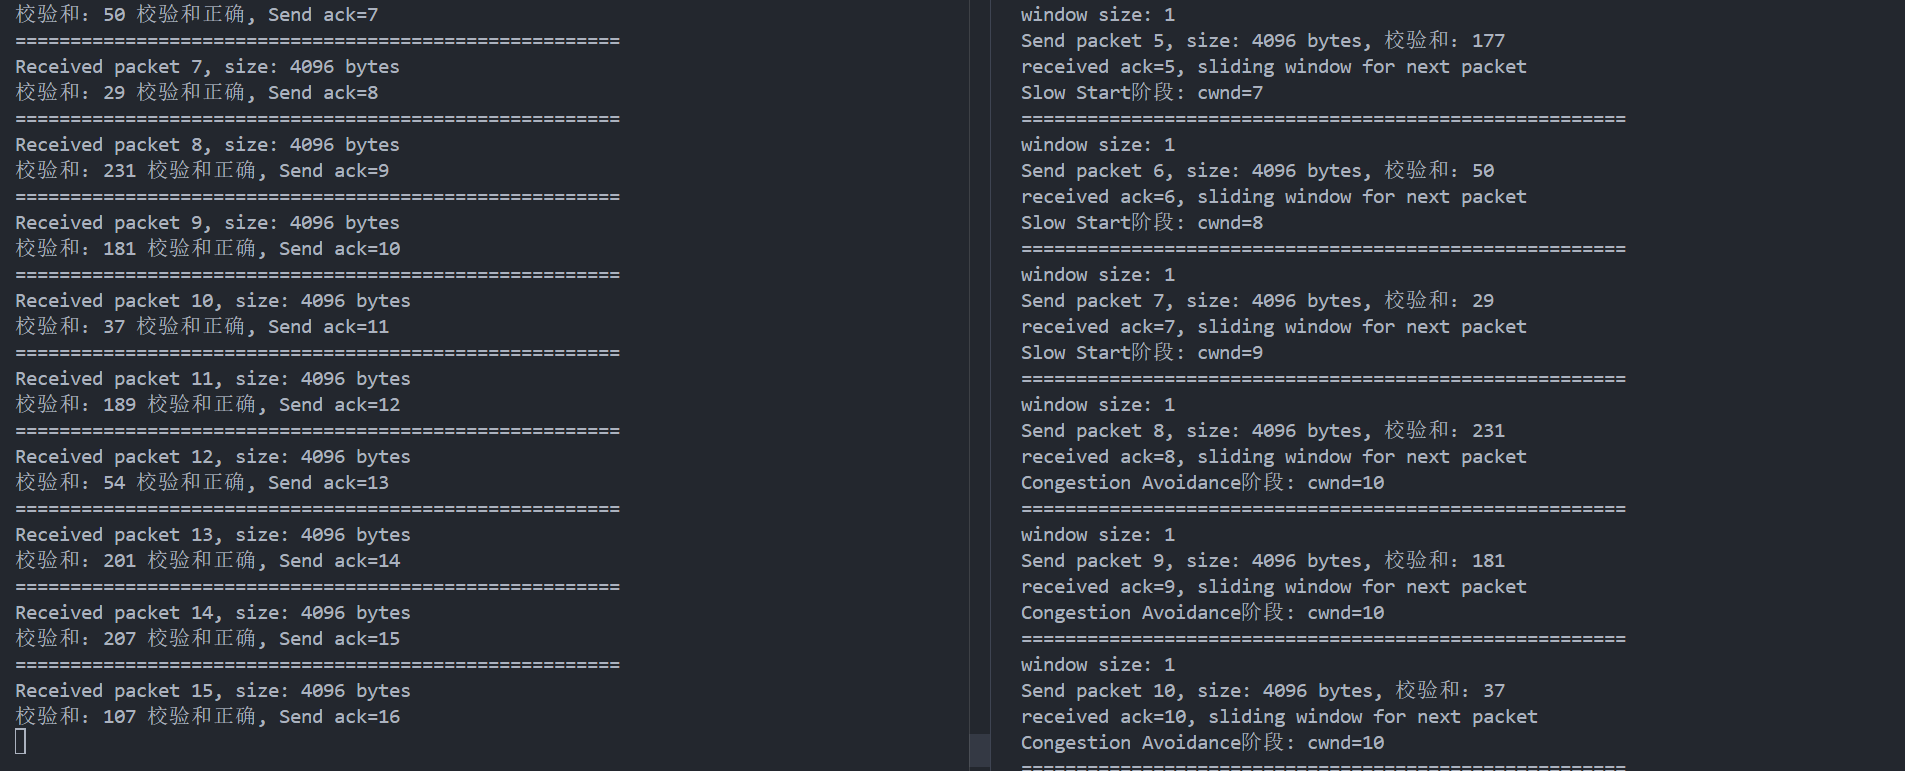 校验和: 50 校验和正确, Send ack=7
=======================================================
Received packet 7, size: 4096 bytes
校验和: 29 校验和正确, Send ack=8
=======================================================
Received packet 8, size: 4096 bytes
校验和: 231 校验和正确, Send ack=9
=======================================================
Received packet 9, size: 4096 bytes
校验和: 181 校验和正确, Send ack=10
=======================================================
Received packet 10, size: 4096 bytes
校验和: 37 校验和正确, Send ack=11
=======================================================
Received packet 11, size: 4096 bytes
校验和: 189 校验和正确, Send ack=12
=======================================================
Received packet 12, size: 4096 bytes
校验和: 54 校验和正确, Send ack=13
=======================================================
Received packet 13, size: 4096 bytes
校验和: 201 校验和正确, Send ack=14
=======================================================
Received packet 14, size: 4096 bytes
校验和: 207 校验和正确, Send ack=15
=======================================================
Received packet 15, size: 4096 bytes
校验和: 107 校验和正确, Send ack=16
window size: 1
Send packet 5, size: 4096 bytes, 校验和: 177
received ack=5, sliding window for next packet
Slow Start阶段: cwnd=7
=======================================================
window size: 1
Send packet 6, size: 4096 bytes, 校验和: 50
received ack=6, sliding window for next packet
Slow Start阶段: cwnd=8
=======================================================
window size: 1
Send packet 7, size: 4096 bytes, 校验和: 29
received ack=7, sliding window for next packet
Slow Start阶段: cwnd=9
=======================================================
window size: 1
Send packet 8, size: 4096 bytes, 校验和: 231
received ack=8, sliding window for next packet
Congestion Avoidance阶段: cwnd=10
=======================================================
window size: 1
Send packet 9, size: 4096 bytes, 校验和: 181
received ack=9, sliding window for next packet
Congestion Avoidance阶段: cwnd=10
=======================================================
window size: 1
Send packet 10, size: 4096 bytes, 校验和: 37
received ack=10, sliding window for next packet
Congestion Avoidance阶段: cwnd=10
=======================================================